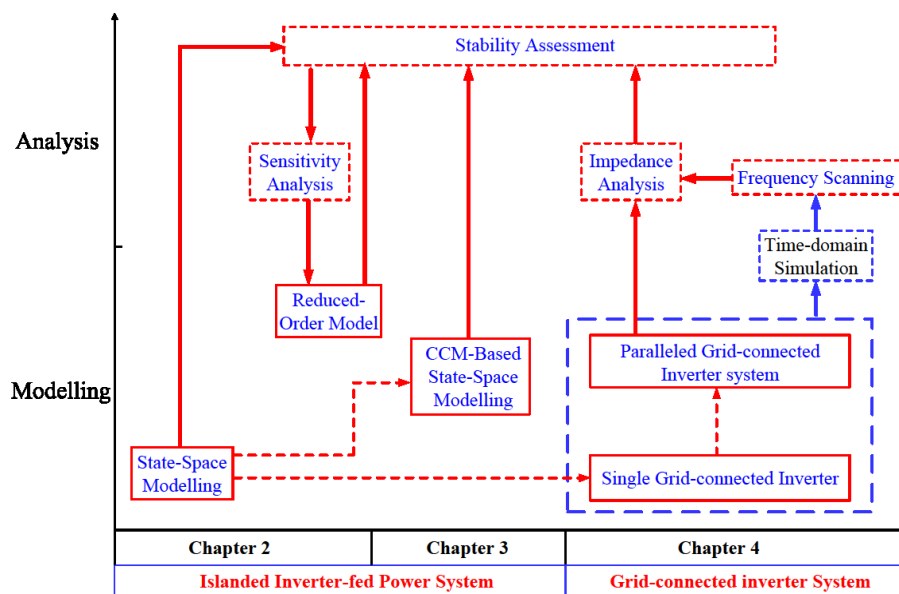 Stability Assessment
Analysis
Sensitivity
Analysis
Impedance
Analysis
Frequency Scanning
Time-domain
Simulation
Reduced-
Order Model
CCM-Based
State-Space
Modelling
Paralleled Grid-connected
Inverter system
Modelling
State-Space
Modelling
Single Grid-connected Inverter
Chapter 2
Chapter 3
Chapter 4
Islanded Inverter-fed Power System
Grid-connected inverter System